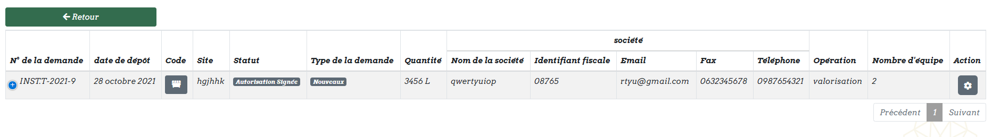 Retour
société
N° de la demande date de dépôt Code Site Statut Type de la demande Quantité Nom de la société Identifiant fiscale Email Fax Téléphone Opération Nombre d'équipe Action
INST.T-2021-9 28 octobre 2021 hgjhhk Autorisation Signée Nouveaux 3456 L qwertyuiop 08765 rtyu@gmail.com 0632345678 0987654321 valorisation 2
Précédent 1 Suivant